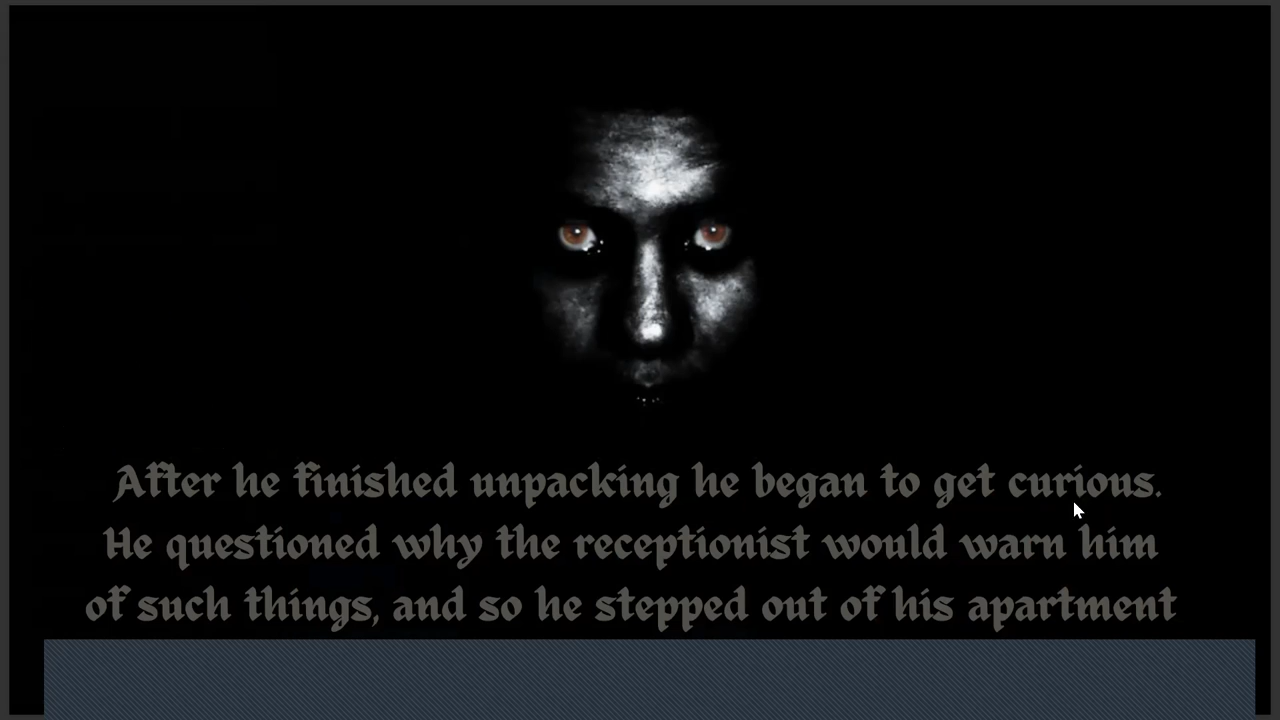 After he finished unpacking he began to get curious.
He questioned why the receptionist would warn him
of such things, and so he stepped out of his apartment